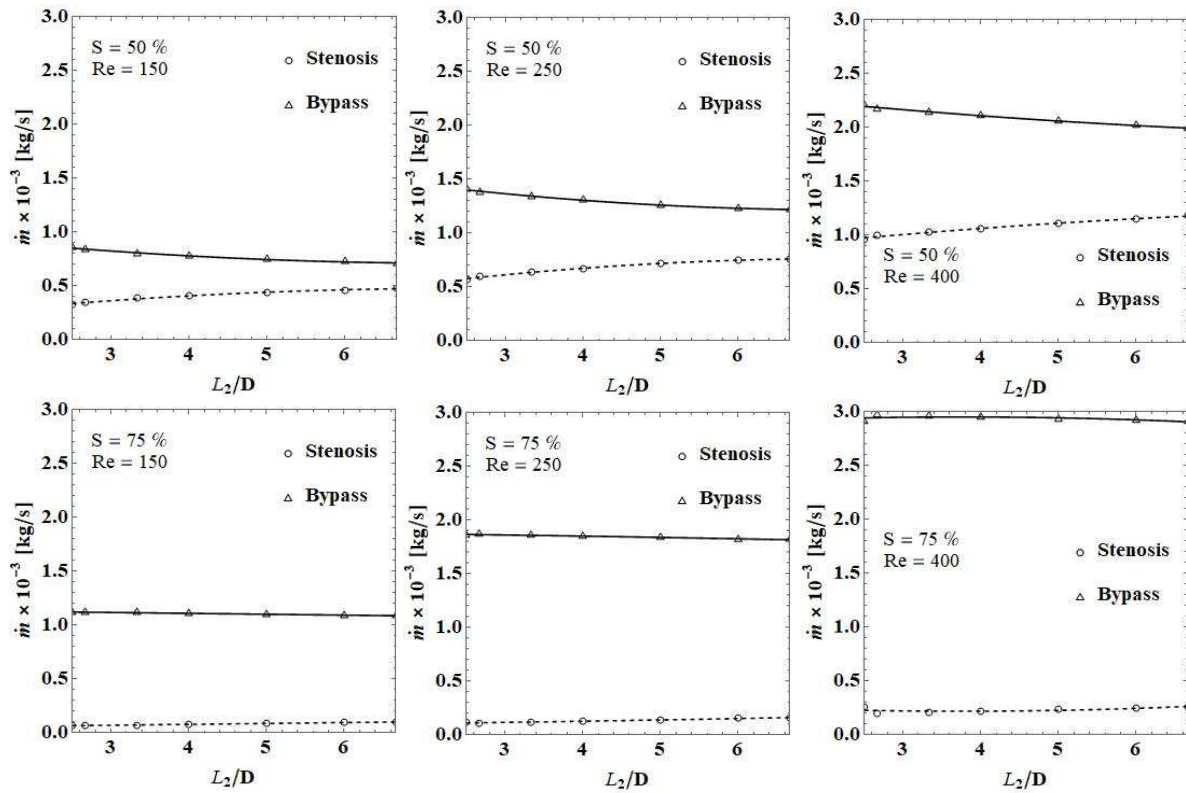 3.0
2.5
2.0
1.5
1.0
0.5
0.0
ṁ × 10⁻³ [kg/s]
S = 50 %
Re = 150
Stenosis
Bypass
3 4 5 6
L₂/D
3.0
2.5
2.0
1.5
1.0
0.5
0.0
ṁ × 10⁻³ [kg/s]
S = 50 %
Re = 250
Stenosis
Bypass
3 4 5 6
L₂/D
3.0
2.5
2.0
1.5
1.0
0.5
0.0
ṁ × 10⁻³ [kg/s]
S = 50 %
Re = 400
Stenosis
Bypass
3 4 5 6
L₂/D
3.0
2.5
2.0
1.5
1.0
0.5
0.0
ṁ × 10⁻³ [kg/s]
S = 75 %
Re = 150
Stenosis
Bypass
3 4 5 6
L₂/D
3.0
2.5
2.0
1.5
1.0
0.5
0.0
ṁ × 10⁻³ [kg/s]
S = 75 %
Re = 250
Stenosis
Bypass
3 4 5 6
L₂/D
3.0
2.5
2.0
1.5
1.0
0.5
0.0
ṁ × 10⁻³ [kg/s]
S = 75 %
Re = 400
Stenosis
Bypass
3 4 5 6
L₂/D